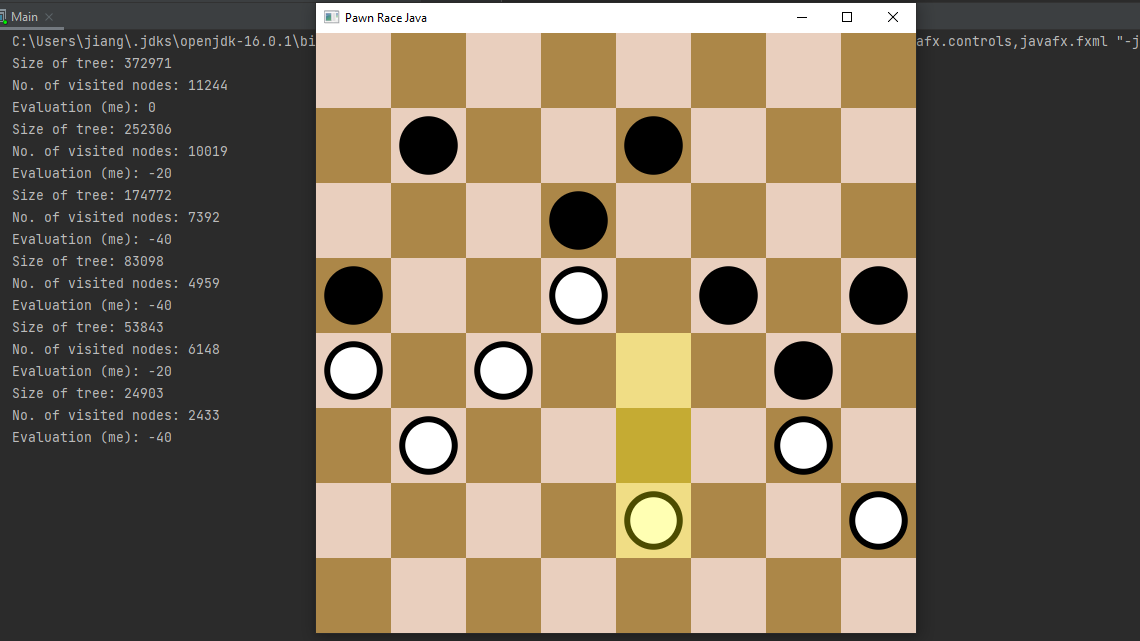 Main
Pawn Race Java
C:\Users\jiang\.jdks\openjdk-16.0.1\bi
afx.controls,javafx.fxml "-j
Size of tree: 372971
No. of visited nodes: 11244
Evaluation (me): 0
Size of tree: 252306
No. of visited nodes: 10019
Evaluation (me): -20
Size of tree: 174772
No. of visited nodes: 7392
Evaluation (me): -40
Size of tree: 83098
No. of visited nodes: 4959
Evaluation (me): -40
Size of tree: 53843
No. of visited nodes: 6148
Evaluation (me): -20
Size of tree: 24903
No. of visited nodes: 2433
Evaluation (me): -40